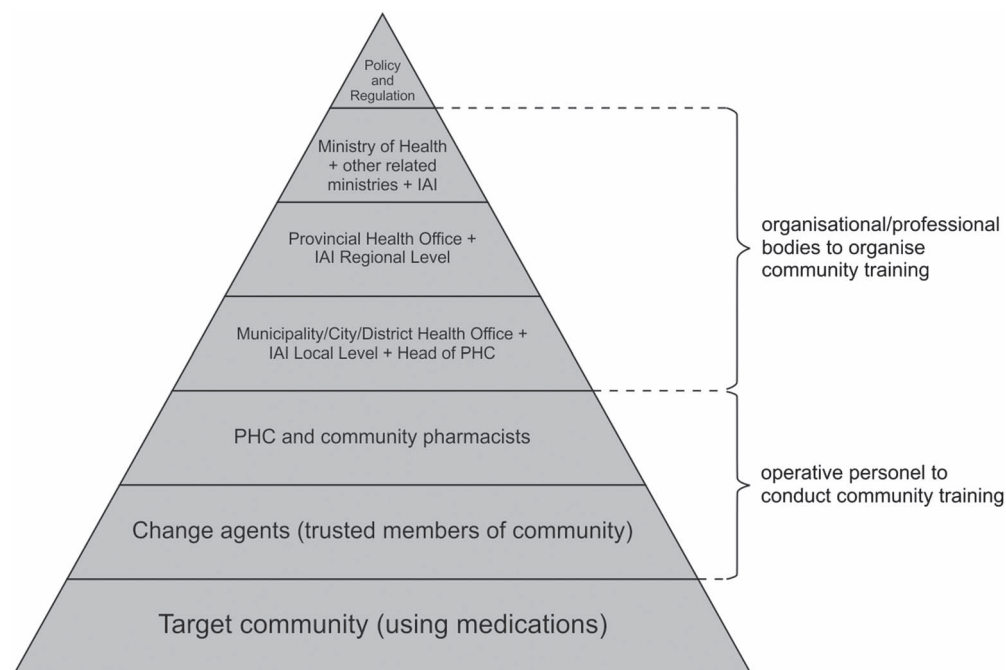 Policy
and
Regulation
Ministry of Health
+ other related
ministries + IAI
Provincial Health Office +
IAI Regional Level
Municipality/City/District Health Office +
IAI Local Level + Head of PHC
organisational/professional
bodies to organise
community training
PHC and community pharmacists
Change agents (trusted members of community)
operative personel to
conduct community training
Target community (using medications)